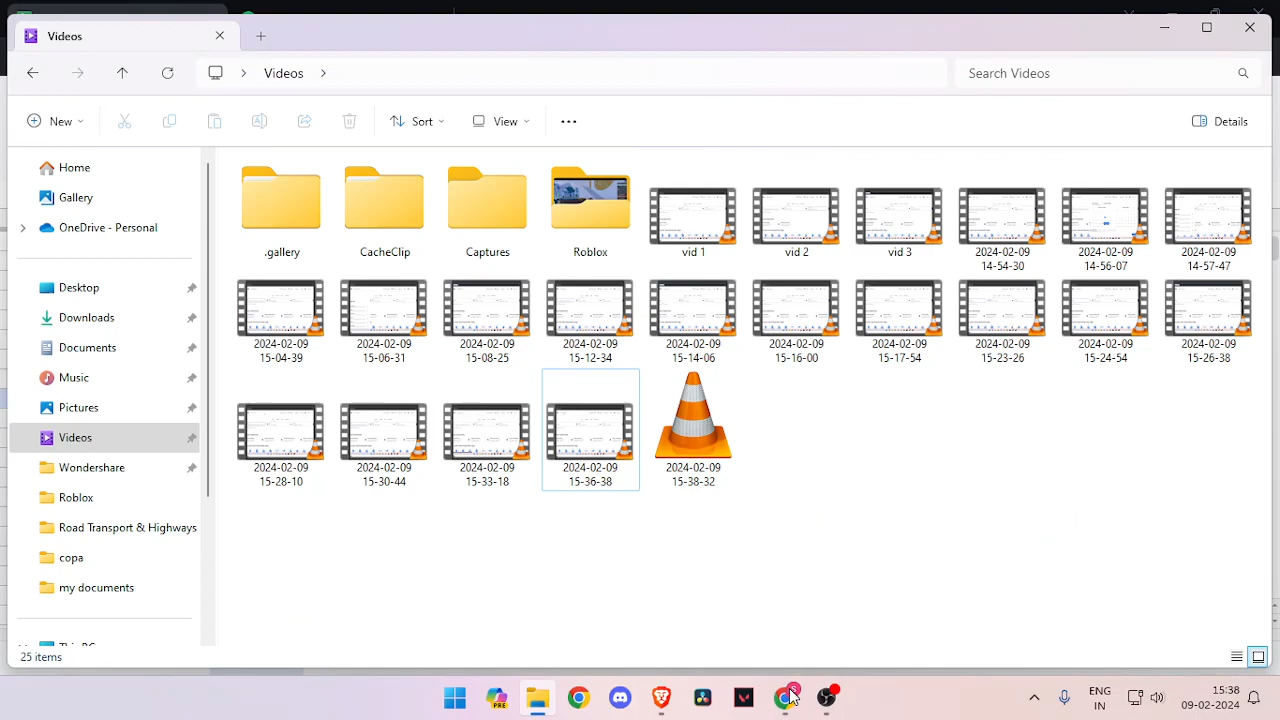 Videos
Videos
Search Videos
New
Sort
View
Details
Home
Gallery
OneDrive - Personal
Desktop
Downloads
Documents
Music
Pictures
Videos
Wondershare
Roblox
Road Transport & Highways
copa
my documents
.gallery
CacheClip
Captures
Roblox
vid 1
vid 2
vid 3
2024-02-09
14-54-30
2024-02-09
14-56-07
2024-02-09
14-57-47
2024-02-09
15-04-39
2024-02-09
15-06-31
2024-02-09
15-08-25
2024-02-09
15-12-34
2024-02-09
15-14-06
2024-02-09
15-16-00
2024-02-09
15-17-54
2024-02-09
15-23-26
2024-02-09
15-24-54
2024-02-09
15-26-38
2024-02-09
15-28-10
2024-02-09
15-30-44
2024-02-09
15-33-18
2024-02-09
15-36-38
2024-02-09
15-38-32
25 items
PRE
ENG
IN
15:38
09-02-2024